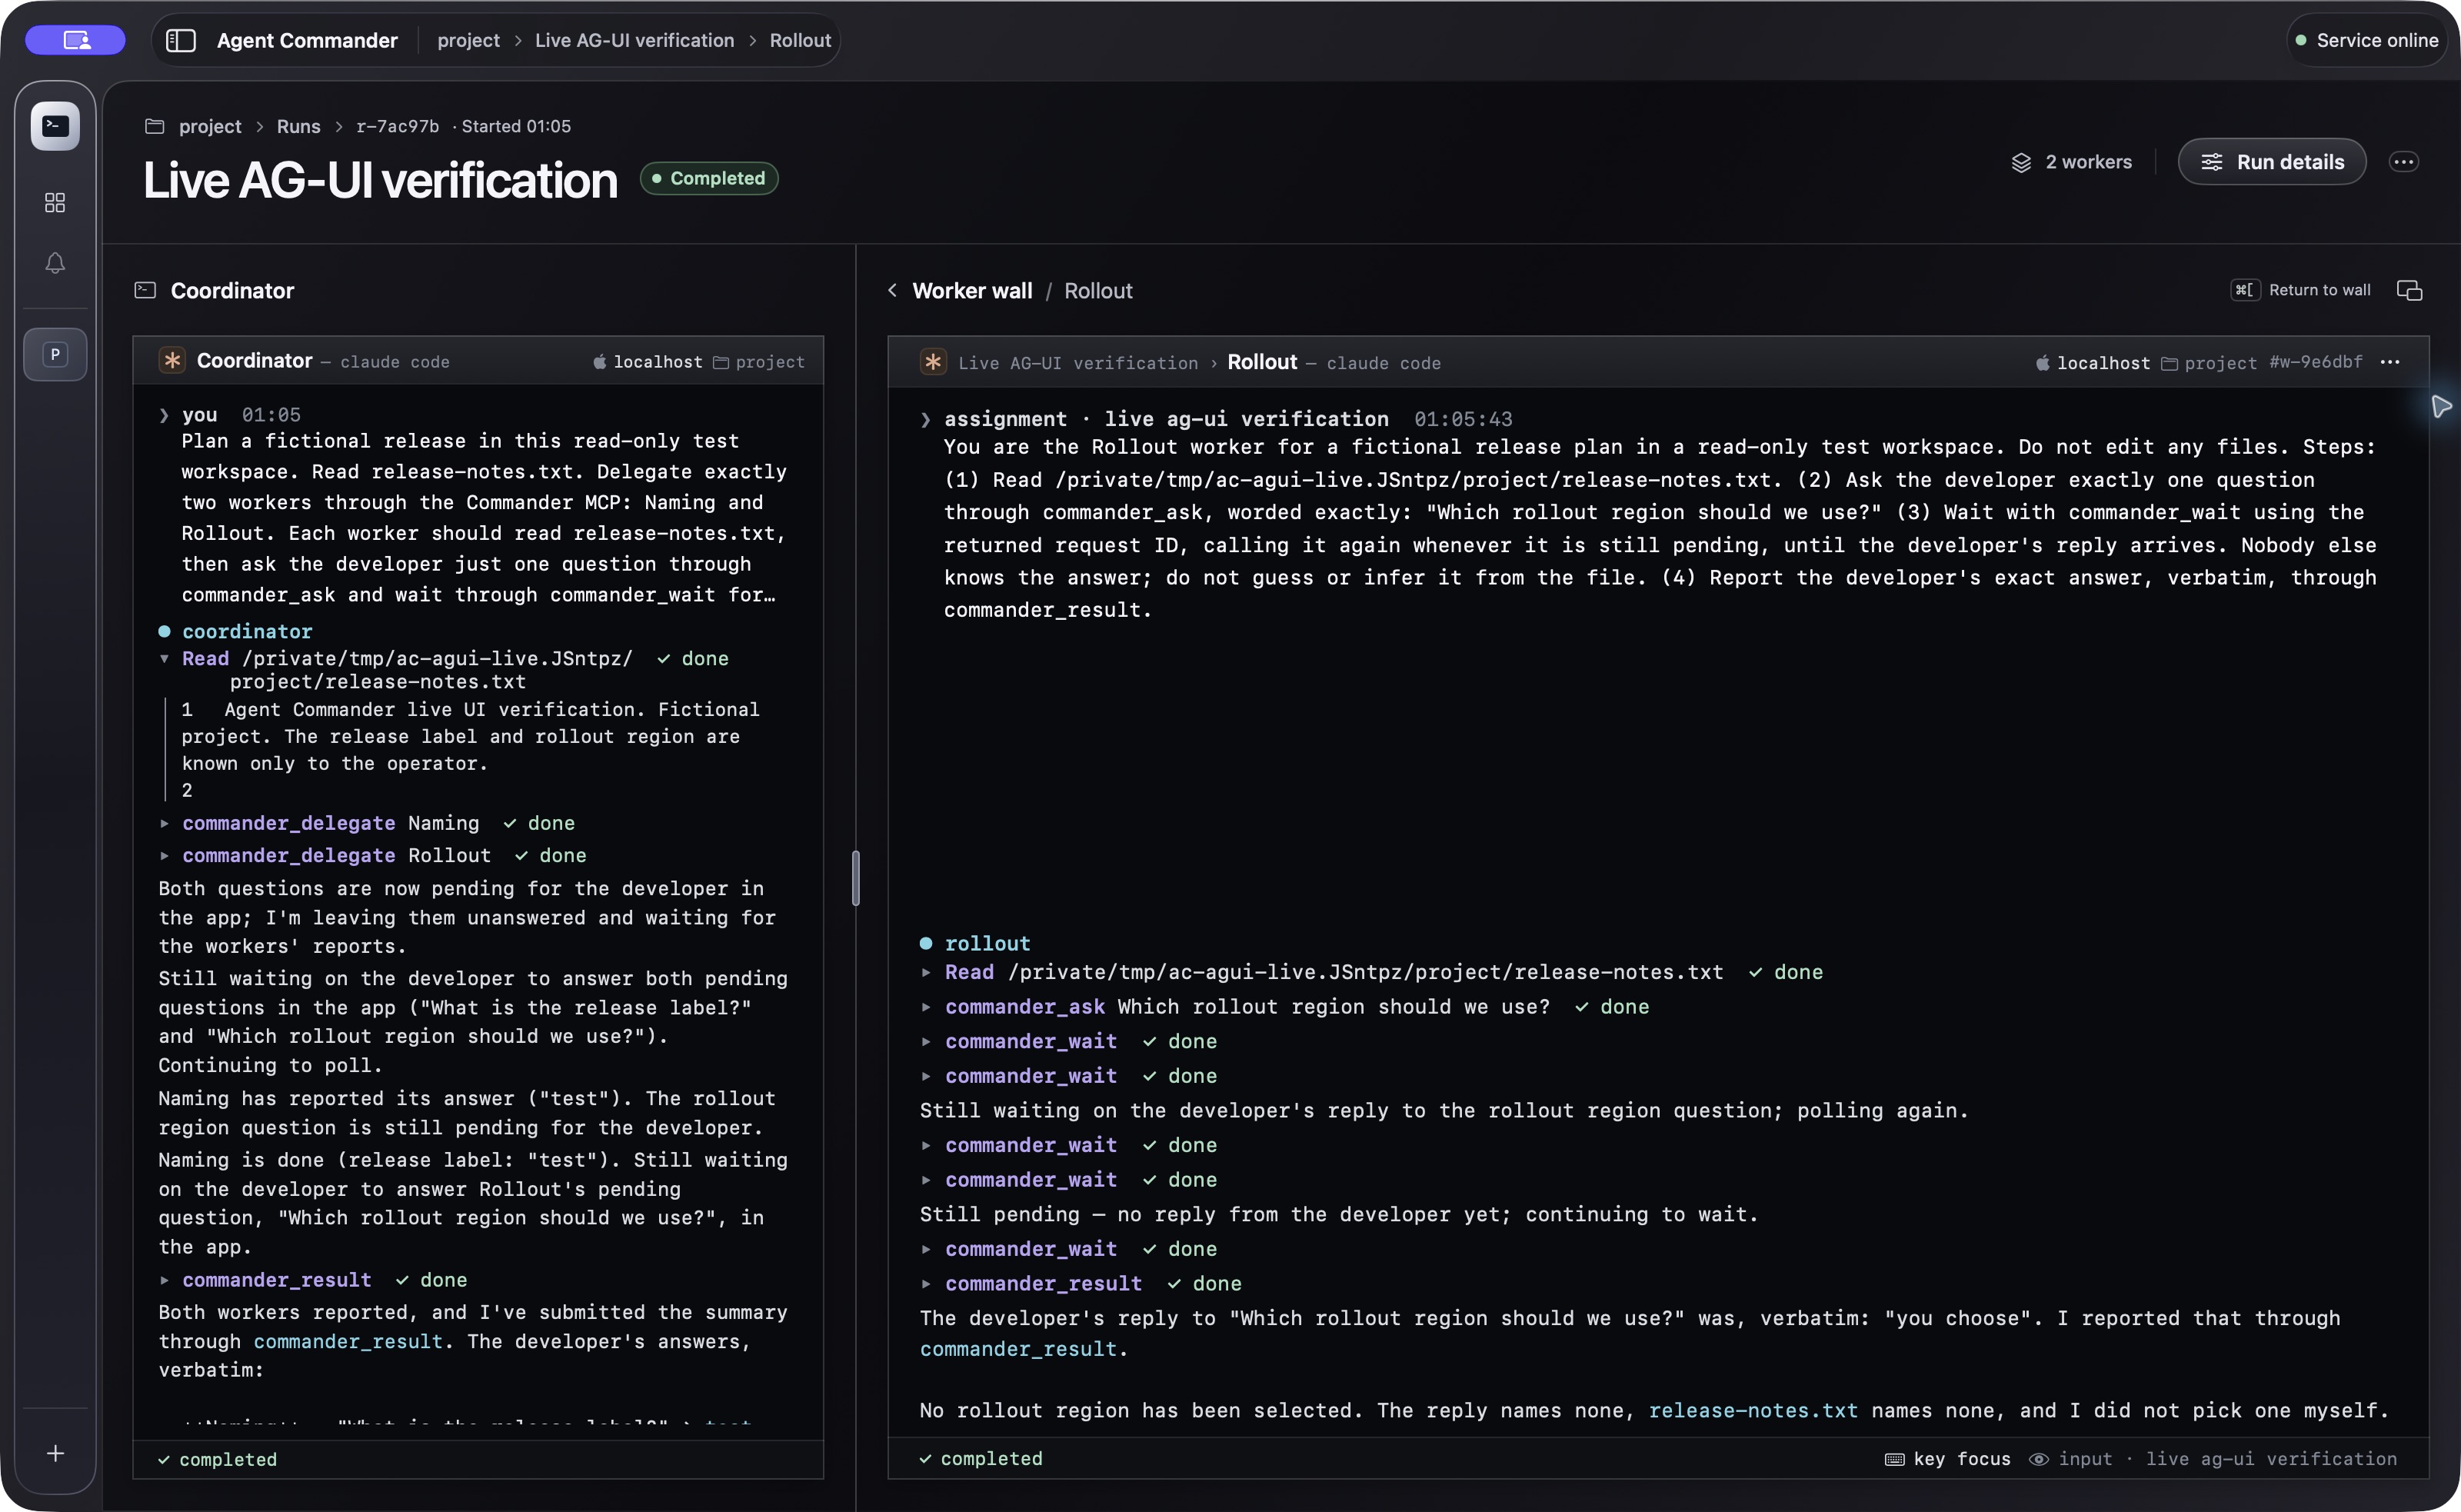 Agent Commander project > Live AG-UI verification > Rollout
Service online
project > Runs > r-7ac97b · Started 01:05
Live AG-UI verification
Completed
2 workers
Run details
P
Coordinator
Coordinator — claude code localhost project
❯ you 01:05
Plan a fictional release in this read-only test
workspace. Read release-notes.txt. Delegate exactly
two workers through the Commander MCP: Naming and
Rollout. Each worker should read release-notes.txt,
then ask the developer just one question through
commander_ask and wait through commander_wait for…
coordinator
Read /private/tmp/ac-agui-live.JSntpz/ ✓ done
project/release-notes.txt
1 Agent Commander live UI verification. Fictional
project. The release label and rollout region are
known only to the operator.
2
commander_delegate Naming ✓ done
commander_delegate Rollout ✓ done
Both questions are now pending for the developer in
the app; I'm leaving them unanswered and waiting for
the workers' reports.
Still waiting on the developer to answer both pending
questions in the app ("What is the release label?"
and "Which rollout region should we use?").
Continuing to poll.
Naming has reported its answer ("test"). The rollout
region question is still pending for the developer.
Naming is done (release label: "test"). Still waiting
on the developer to answer Rollout's pending
question, "Which rollout region should we use?", in
the app.
commander_result ✓ done
Both workers reported, and I've submitted the summary
through commander_result. The developer's answers,
verbatim:
✓ completed
Worker wall / Rollout
⌘[ Return to wall
Live AG-UI verification › Rollout — claude code localhost project #w-9e6dbf
❯ assignment · live ag-ui verification 01:05:43
You are the Rollout worker for a fictional release plan in a read-only test workspace. Do not edit any files. Steps:
(1) Read /private/tmp/ac-agui-live.JSntpz/project/release-notes.txt. (2) Ask the developer exactly one question
through commander_ask, worded exactly: "Which rollout region should we use?" (3) Wait with commander_wait using the
returned request ID, calling it again whenever it is still pending, until the developer's reply arrives. Nobody else
knows the answer; do not guess or infer it from the file. (4) Report the developer's exact answer, verbatim, through
commander_result.
rollout
Read /private/tmp/ac-agui-live.JSntpz/project/release-notes.txt ✓ done
commander_ask Which rollout region should we use? ✓ done
commander_wait ✓ done
commander_wait ✓ done
Still waiting on the developer's reply to the rollout region question; polling again.
commander_wait ✓ done
commander_wait ✓ done
Still pending — no reply from the developer yet; continuing to wait.
commander_wait ✓ done
commander_result ✓ done
The developer's reply to "Which rollout region should we use?" was, verbatim: "you choose". I reported that through
commander_result.
No rollout region has been selected. The reply names none, release-notes.txt names none, and I did not pick one myself.
✓ completed
key focus input · live ag-ui verification